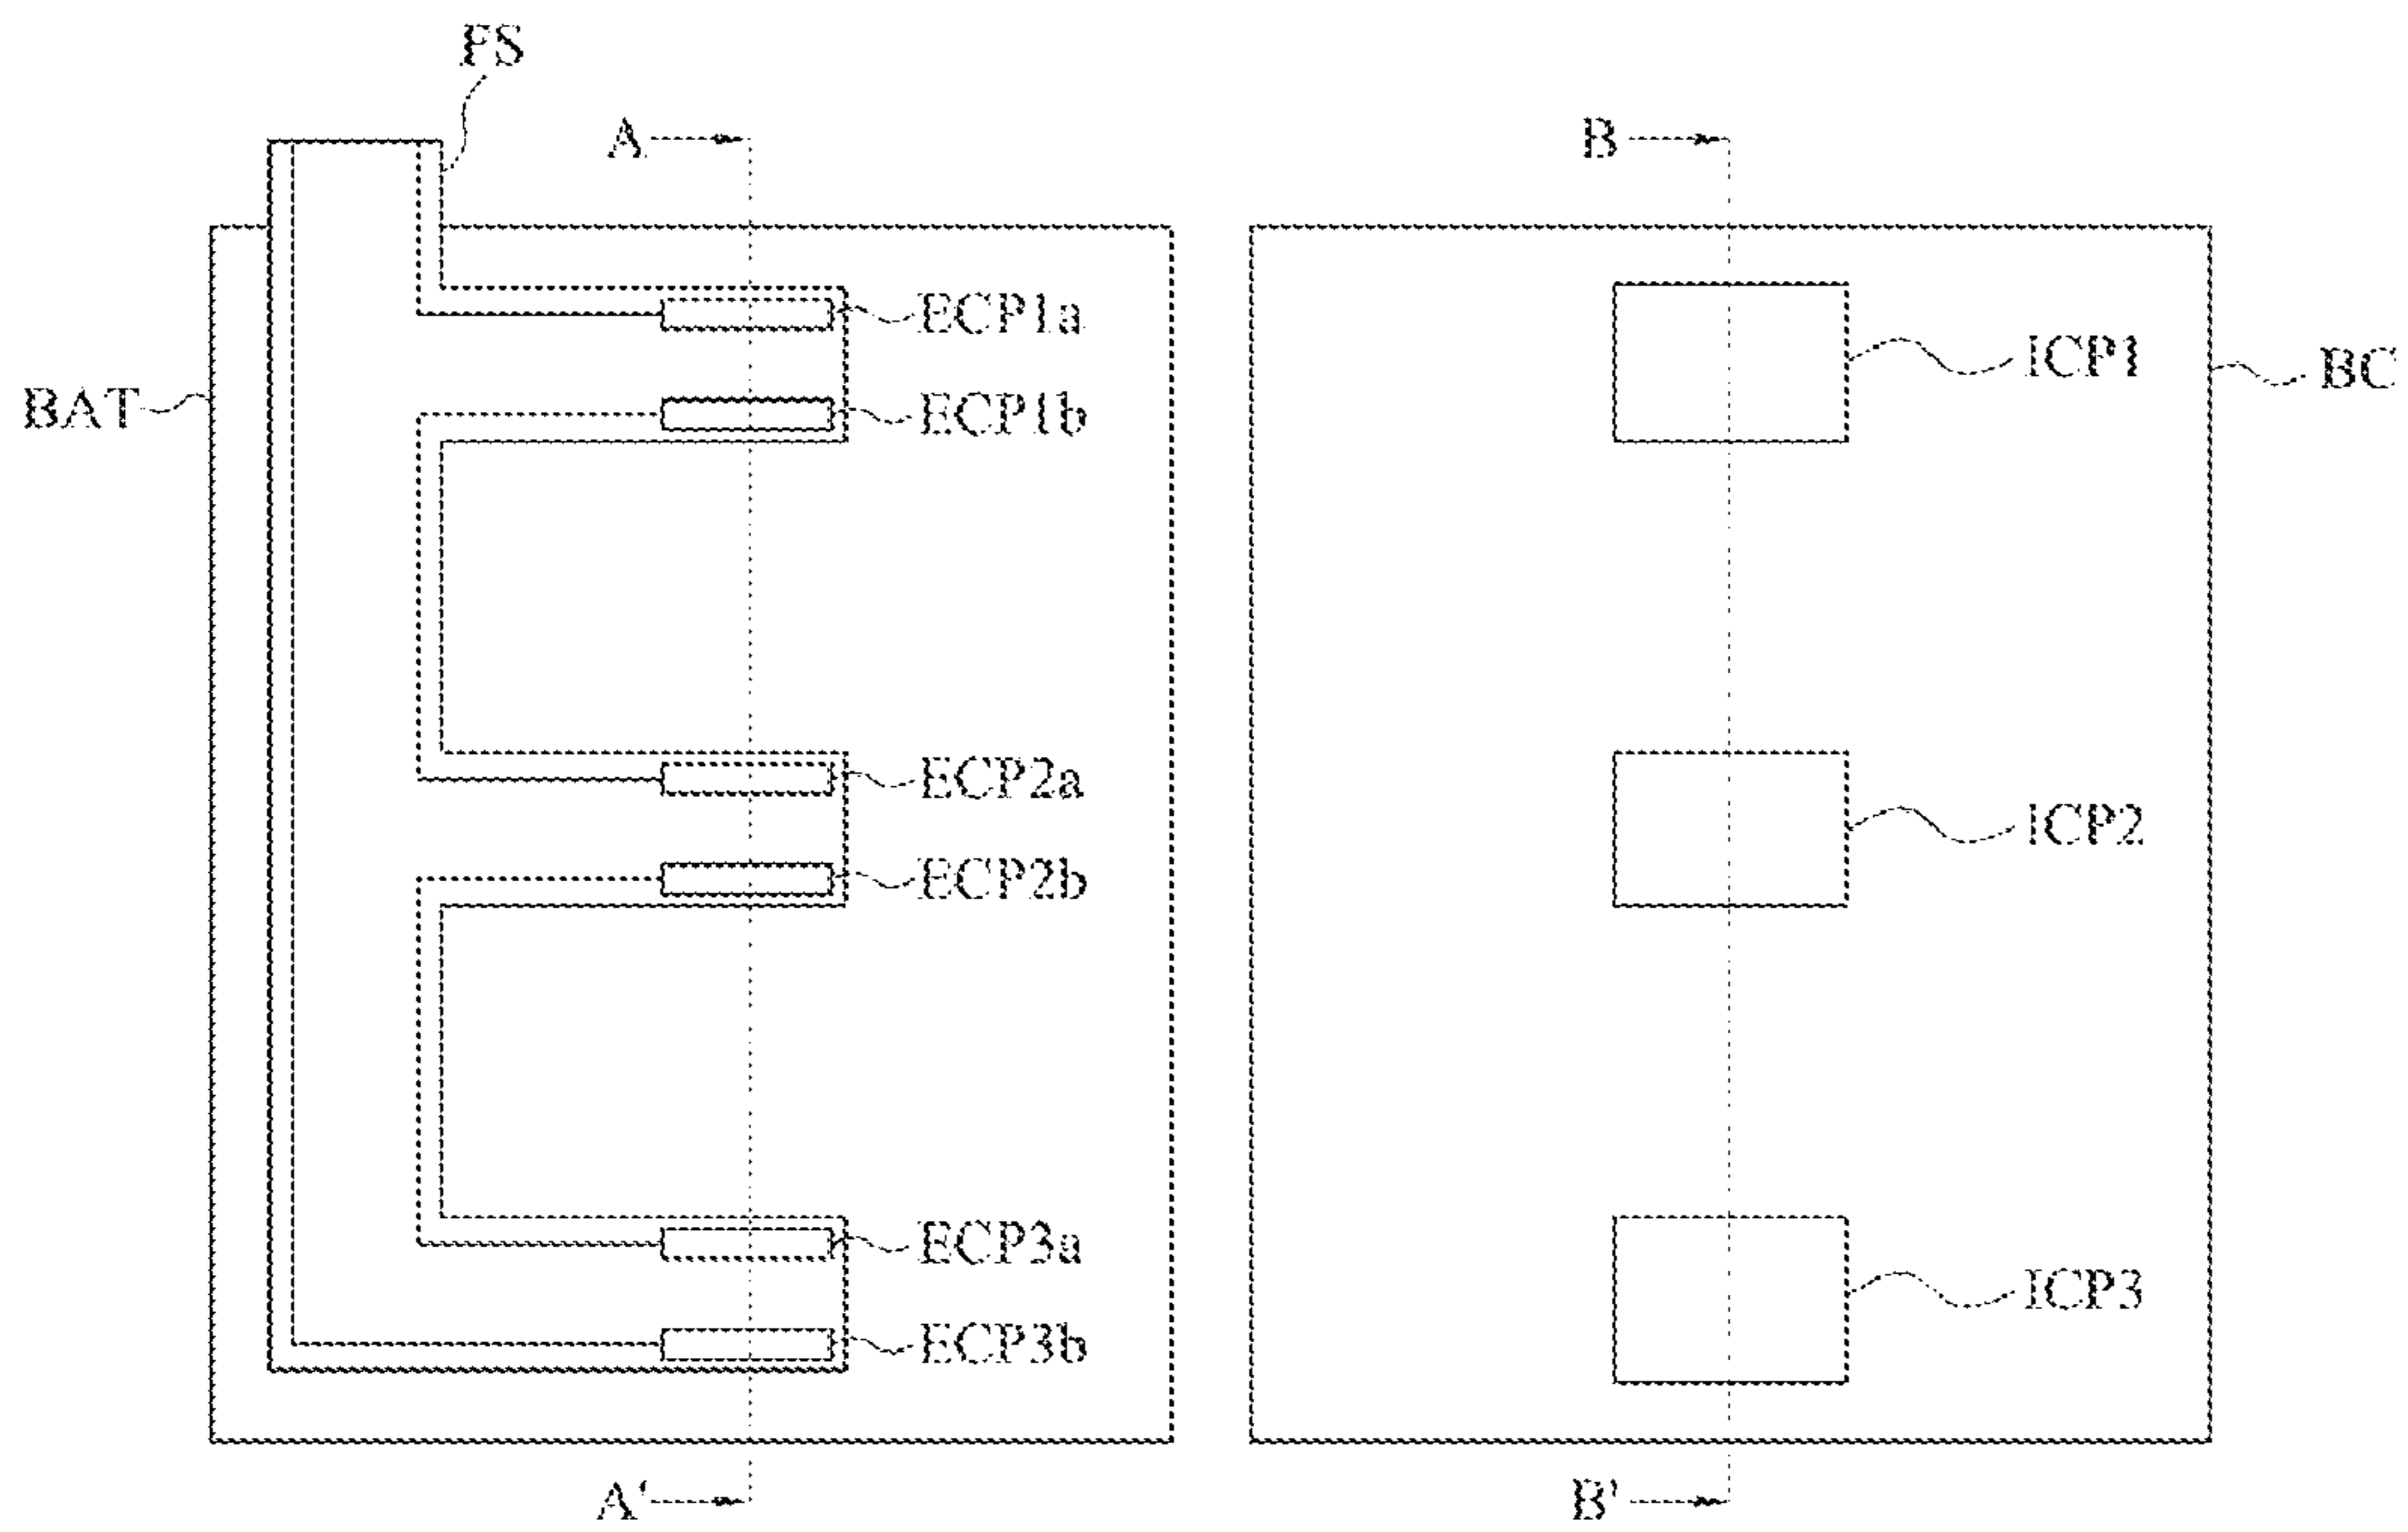 FS
A
B
ECP1a
ICP1
BC
BAT
ECP1b
ECP2a
ICP2
ECP2b
ECP3a
ICP3
ECP3b
A'
B'